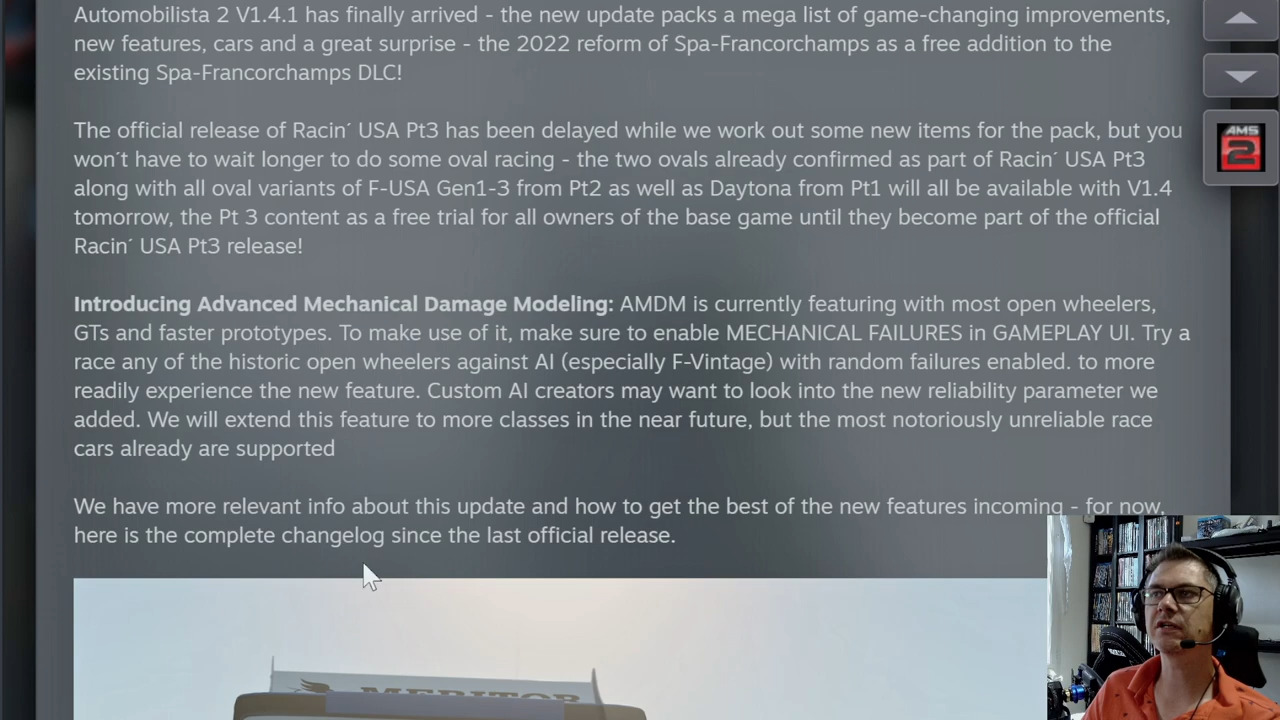 Automobilista 2 V1.4.1 has finally arrived - the new update packs a mega list of game-changing improvements,
new features, cars and a great surprise - the 2022 reform of Spa-Francorchamps as a free addition to the
existing Spa-Francorchamps DLC!
The official release of Racin´ USA Pt3 has been delayed while we work out some new items for the pack, but you
won´t have to wait longer to do some oval racing - the two ovals already confirmed as part of Racin´ USA Pt3
along with all oval variants of F-USA Gen1-3 from Pt2 as well as Daytona from Pt1 will all be available with V1.4
tomorrow, the Pt 3 content as a free trial for all owners of the base game until they become part of the official
Racin´ USA Pt3 release!
Introducing Advanced Mechanical Damage Modeling: AMDM is currently featuring with most open wheelers,
GTs and faster prototypes. To make use of it, make sure to enable MECHANICAL FAILURES in GAMEPLAY UI. Try a
race any of the historic open wheelers against AI (especially F-Vintage) with random failures enabled. to more
readily experience the new feature. Custom AI creators may want to look into the new reliability parameter we
added. We will extend this feature to more classes in the near future, but the most notoriously unreliable race
cars already are supported
We have more relevant info about this update and how to get the best of the new features incoming - for now,
here is the complete changelog since the last official release.
AMS
2
MERITOR